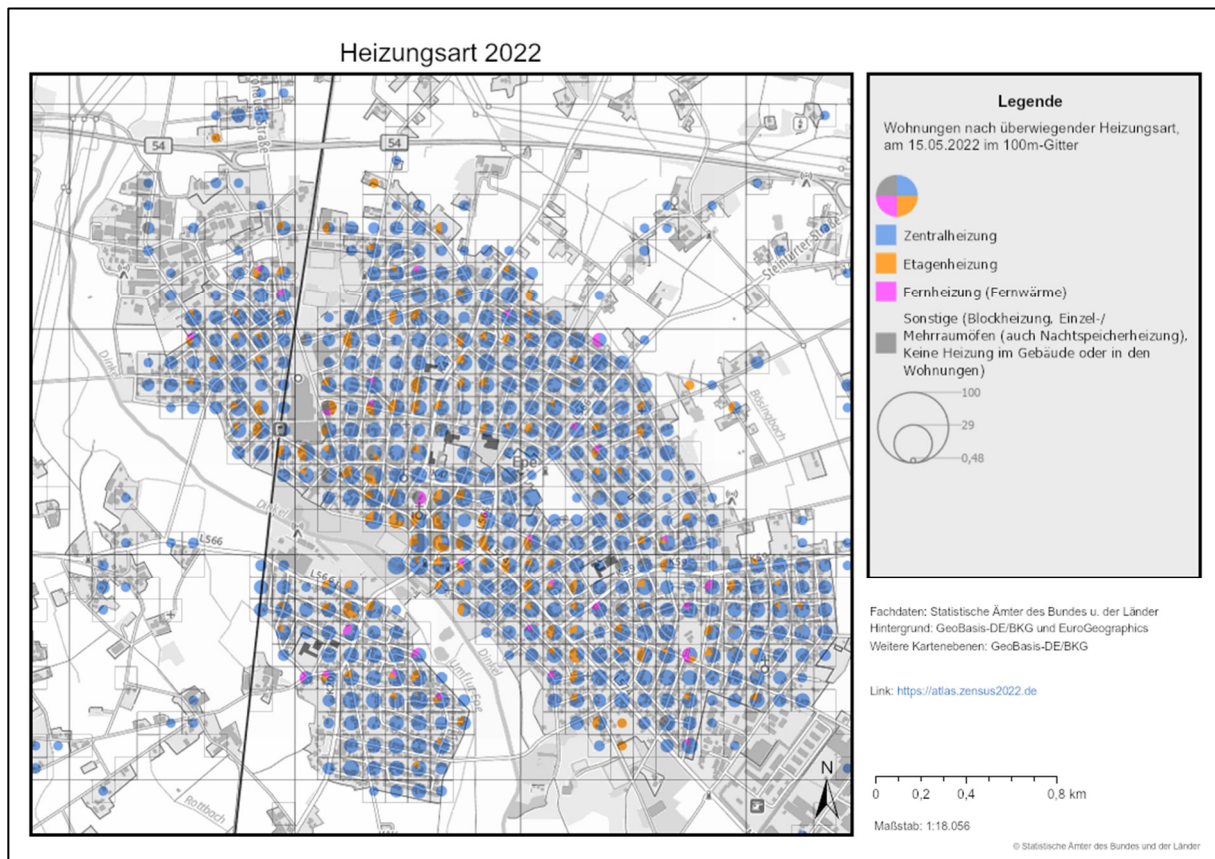 Heizungsart 2022
54
54
Steinfurter-Straße
Dinkel
Bösingbach
Epe
Dinkel
L566
L566
Dinkel
Rottbach
N
Legende
Wohnungen nach überwiegender Heizungsart,
am 15.05.2022 im 100m-Gitter
Zentralheizung
Etagenheizung
Fernheizung (Fernwärme)
Sonstige (Blockheizung, Einzel-/
Mehrraumöfen (auch Nachtspeicherheizung),
Keine Heizung im Gebäude oder in den
Wohnungen)
100
29
0,48
Fachdaten: Statistische Ämter des Bundes u. der Länder
Hintergrund: GeoBasis-DE/BKG und EuroGeographics
Weitere Kartenebenen: GeoBasis-DE/BKG
Link: https://atlas.zensus2022.de
0 0,2 0,4 0,8 km
Maßstab: 1:18.056
© Statistische Ämter des Bundes und der Länder